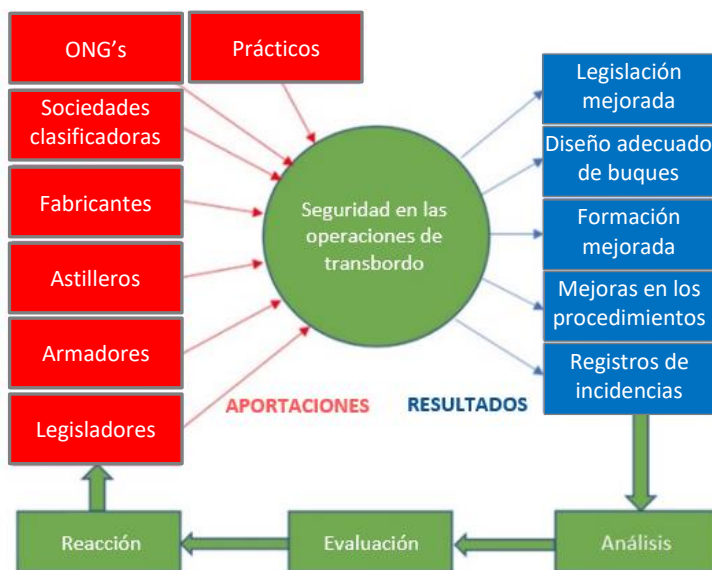 ONG's
Prácticos
Sociedades
clasificadoras
Fabricantes
Astilleros
Armadores
Legisladores
Seguridad en las
operaciones de
transbordo
Legislación
mejorada
Diseño adecuado
de buques
Formación
mejorada
Mejoras en los
procedimientos
Registros de
incidencias
APORTACIONES
RESULTADOS
Reacción
Evaluación
Análisis